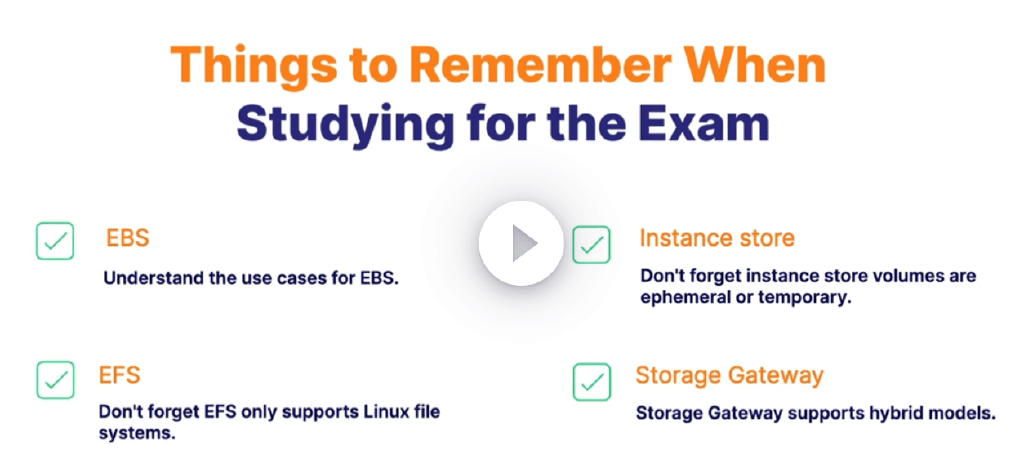 Things to Remember When
Studying for the Exam
EBS
Understand the use cases for EBS.
Instance store
Don't forget instance store volumes are
ephemeral or temporary.
EFS
Don't forget EFS only supports Linux file
systems.
Storage Gateway
Storage Gateway supports hybrid models.